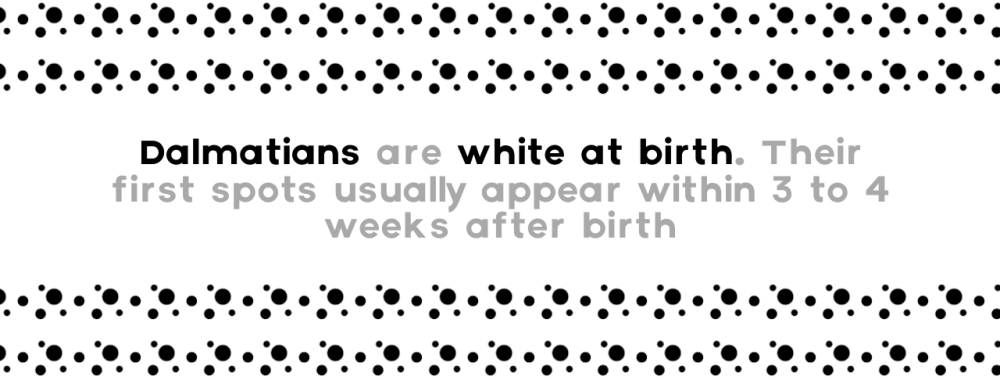 Dalmatians are white at birth. Their
first spots usually appear within 3 to 4
weeks after birth